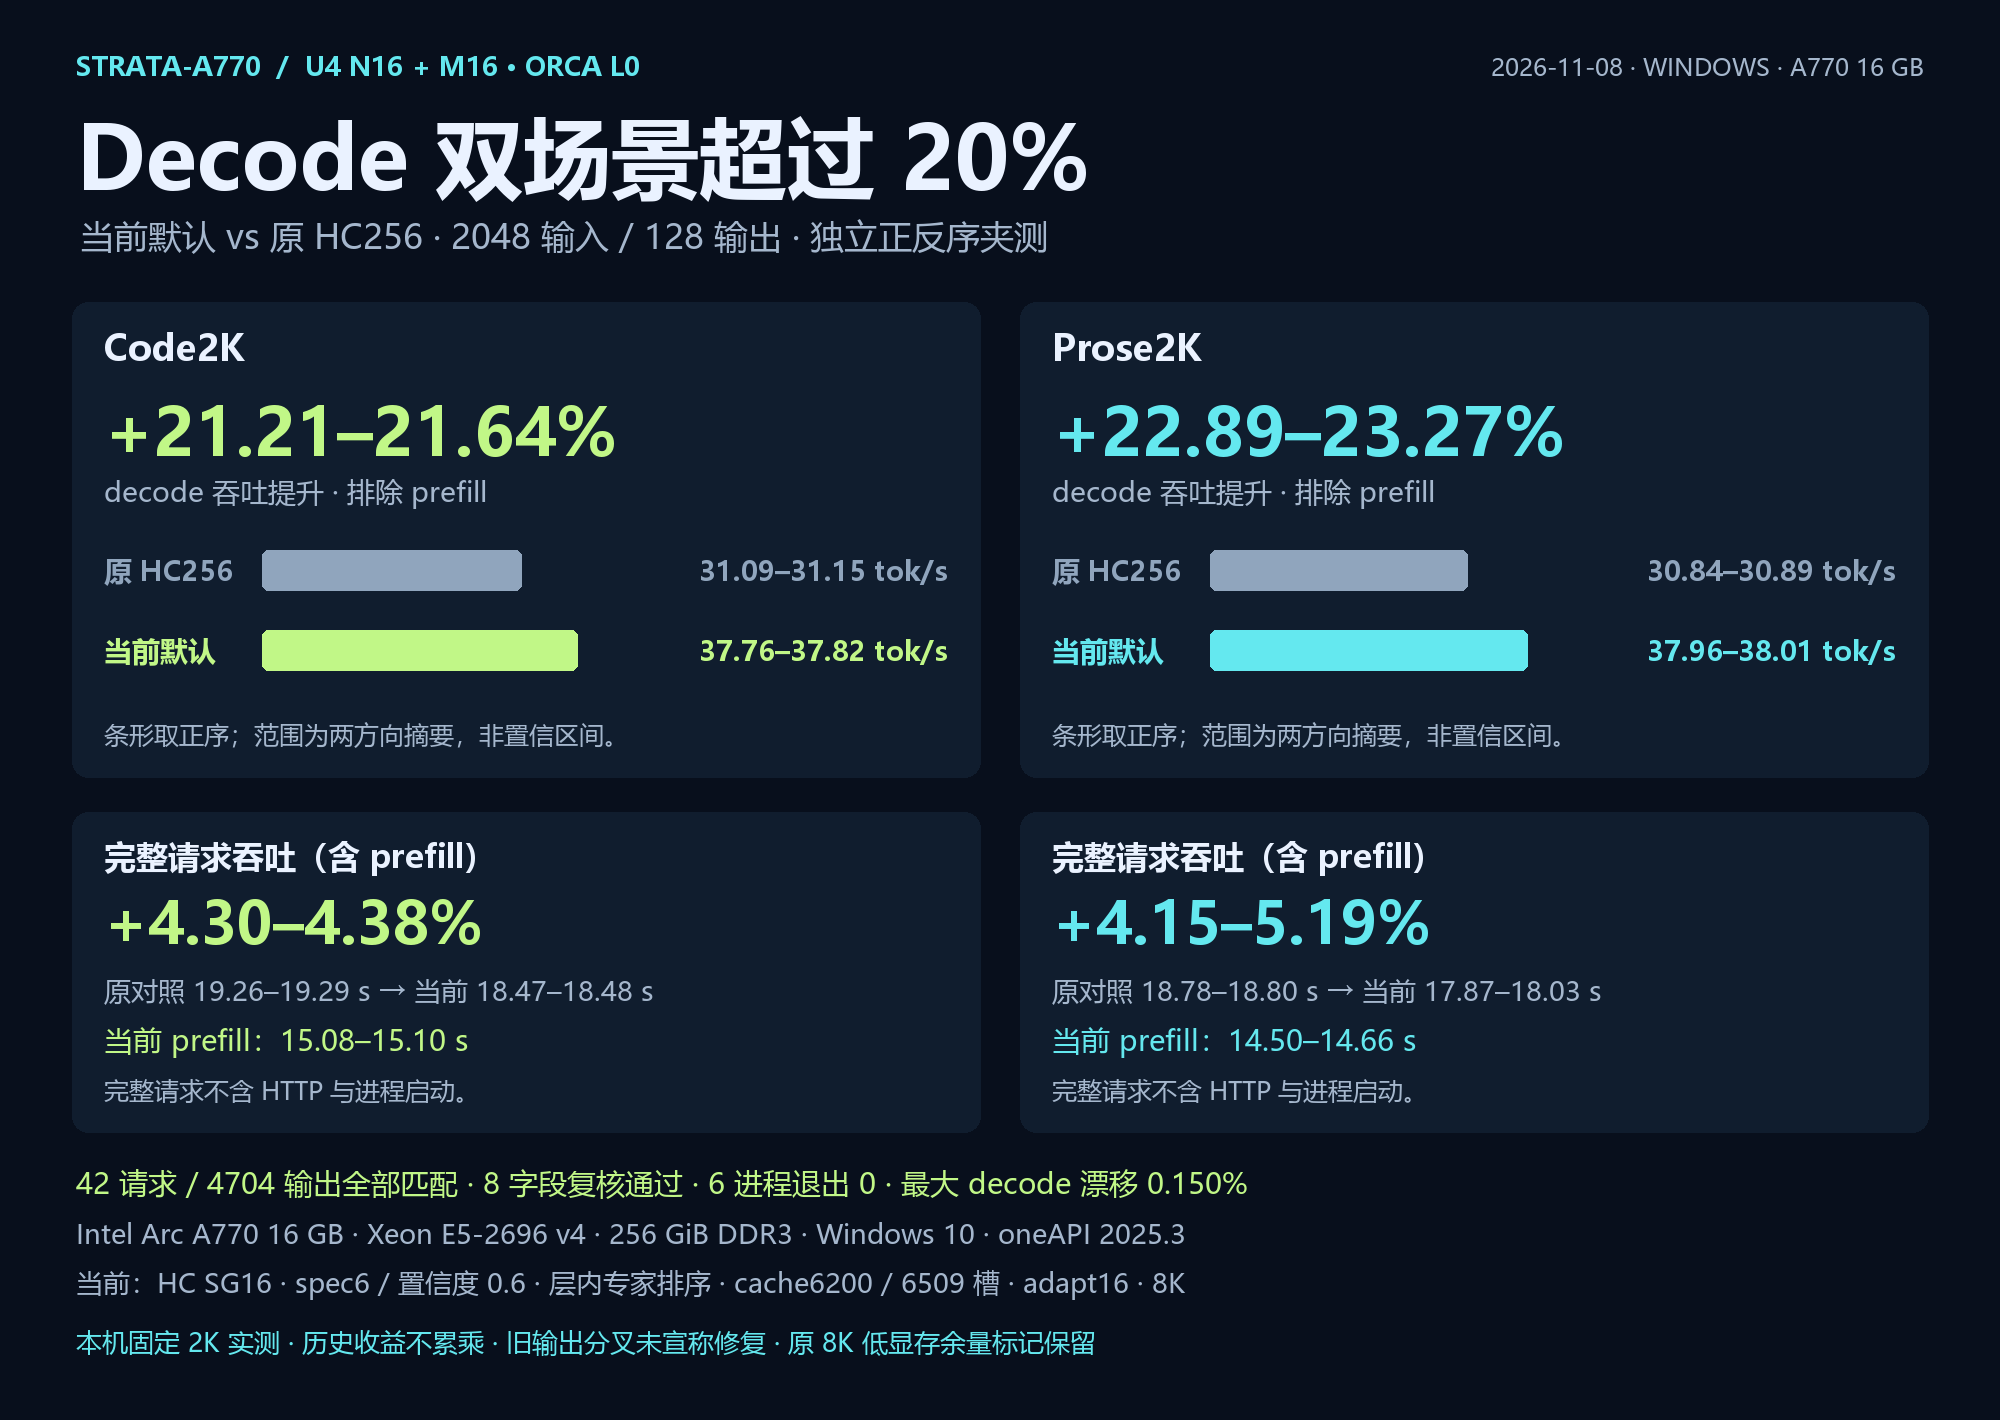 STRATA-A770 / U4 N16 + M16 • ORCA L0
2026-11-08 · WINDOWS · A770 16 GB
Decode 双场景超过 20%
当前默认 vs 原 HC256 · 2048 输入 / 128 输出 · 独立正反序夹测
Code2K
+21.21–21.64%
decode 吞吐提升 · 排除 prefill
原 HC256
31.09–31.15 tok/s
当前默认
37.76–37.82 tok/s
条形取正序；范围为两方向摘要，非置信区间。
Prose2K
+22.89–23.27%
decode 吞吐提升 · 排除 prefill
原 HC256
30.84–30.89 tok/s
当前默认
37.96–38.01 tok/s
条形取正序；范围为两方向摘要，非置信区间。
完整请求吞吐（含 prefill）
+4.30–4.38%
原对照 19.26–19.29 s → 当前 18.47–18.48 s
当前 prefill：15.08–15.10 s
完整请求不含 HTTP 与进程启动。
完整请求吞吐（含 prefill）
+4.15–5.19%
原对照 18.78–18.80 s → 当前 17.87–18.03 s
当前 prefill：14.50–14.66 s
完整请求不含 HTTP 与进程启动。
42 请求 / 4704 输出全部匹配 · 8 字段复核通过 · 6 进程退出 0 · 最大 decode 漂移 0.150%
Intel Arc A770 16 GB · Xeon E5-2696 v4 · 256 GiB DDR3 · Windows 10 · oneAPI 2025.3
当前：HC SG16 · spec6 / 置信度 0.6 · 层内专家排序 · cache6200 / 6509 槽 · adapt16 · 8K
本机固定 2K 实测 · 历史收益不累乘 · 旧输出分叉未宣称修复 · 原 8K 低显存余量标记保留